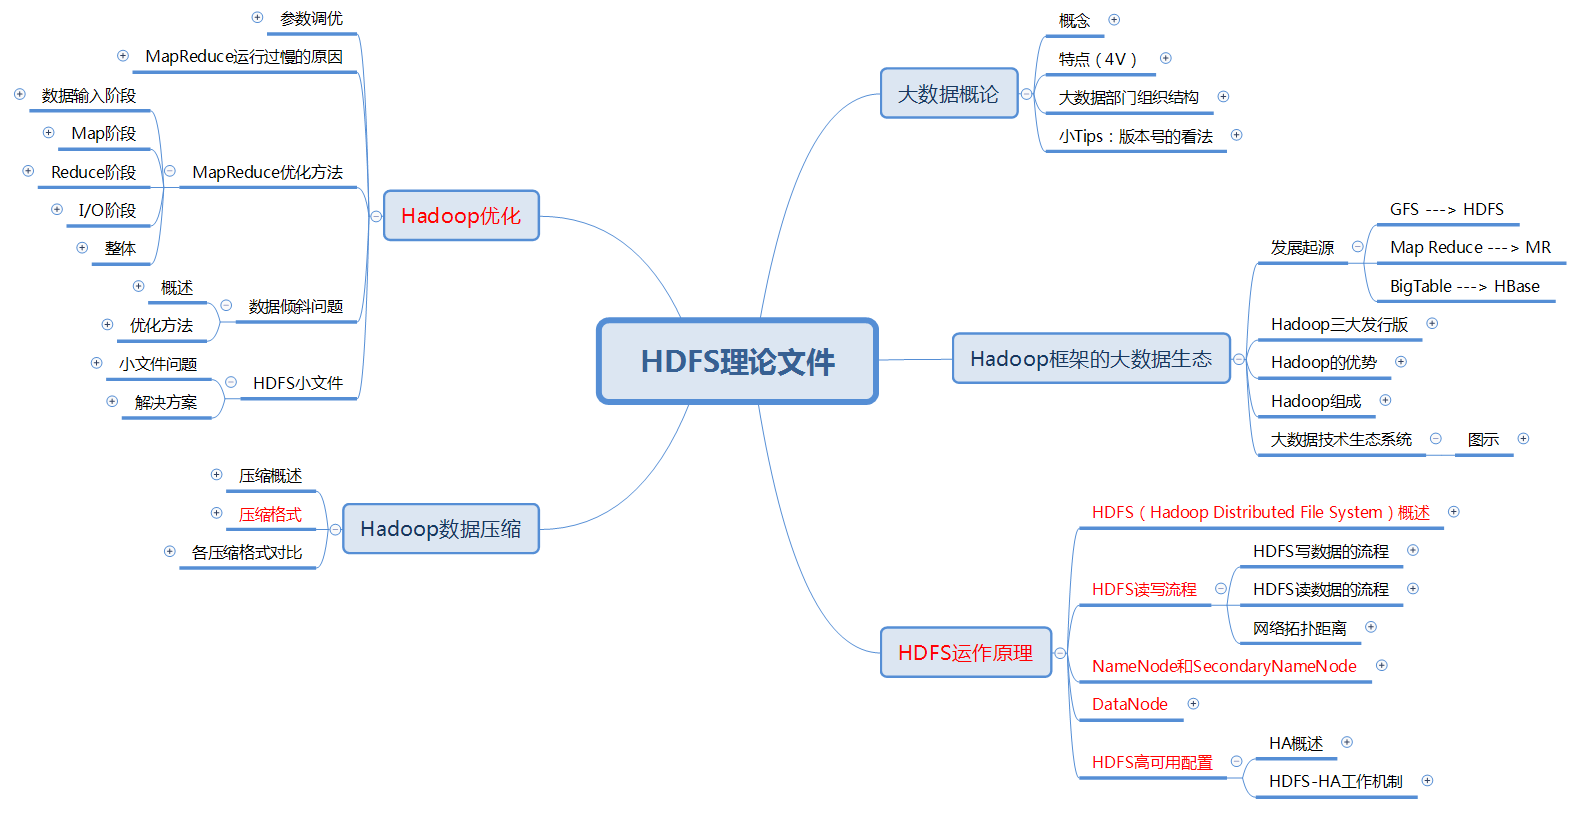 HDFS理论文件
大数据概论
概念
特点（4V）
大数据部门组织结构
小Tips：版本号的看法
Hadoop框架的大数据生态
发展起源
GFS ---> HDFS
Map Reduce ---> MR
BigTable ---> HBase
Hadoop三大发行版
Hadoop的优势
Hadoop组成
大数据技术生态系统
图示
HDFS运作原理
HDFS（Hadoop Distributed File System）概述
HDFS读写流程
HDFS写数据的流程
HDFS读数据的流程
网络拓扑距离
NameNode和SecondaryNameNode
DataNode
HDFS高可用配置
HA概述
HDFS-HA工作机制
Hadoop优化
参数调优
MapReduce运行过慢的原因
MapReduce优化方法
数据输入阶段
Map阶段
Reduce阶段
I/O阶段
整体
数据倾斜问题
概述
优化方法
HDFS小文件
小文件问题
解决方案
Hadoop数据压缩
压缩概述
压缩格式
各压缩格式对比